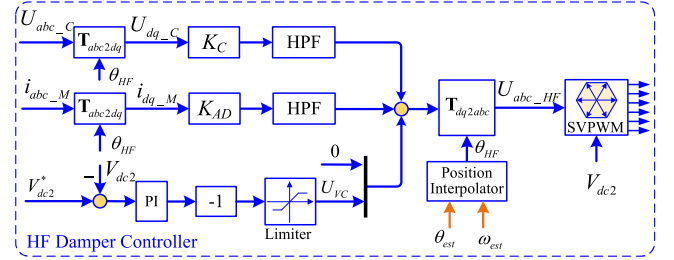 U_abc_C
T_abc2dq
U_dq_C
K_C
HPF
θ_HF
i_abc_M
T_abc2dq
i_dq_M
K_AD
HPF
T_dq2abc
U_abc_HF
SVPWM
θ_HF
θ_HF
V_dc2
0
V*_dc2
−
PI
-1
U_VC
Position
Interpolator
V_dc2
Limiter
θ_est
ω_est
HF Damper Controller